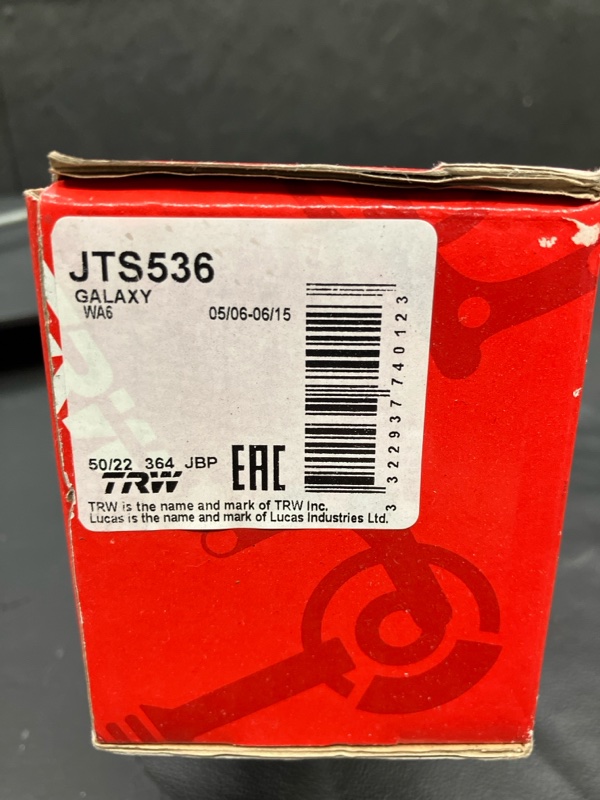 JTS536
GALAXY
WA6 05/06-06/15
3 322937 740123
50/22 364 JBP EAC
TRW
TRW is the name and mark of TRW Inc.
Lucas is the name and mark of Lucas Industries Ltd.